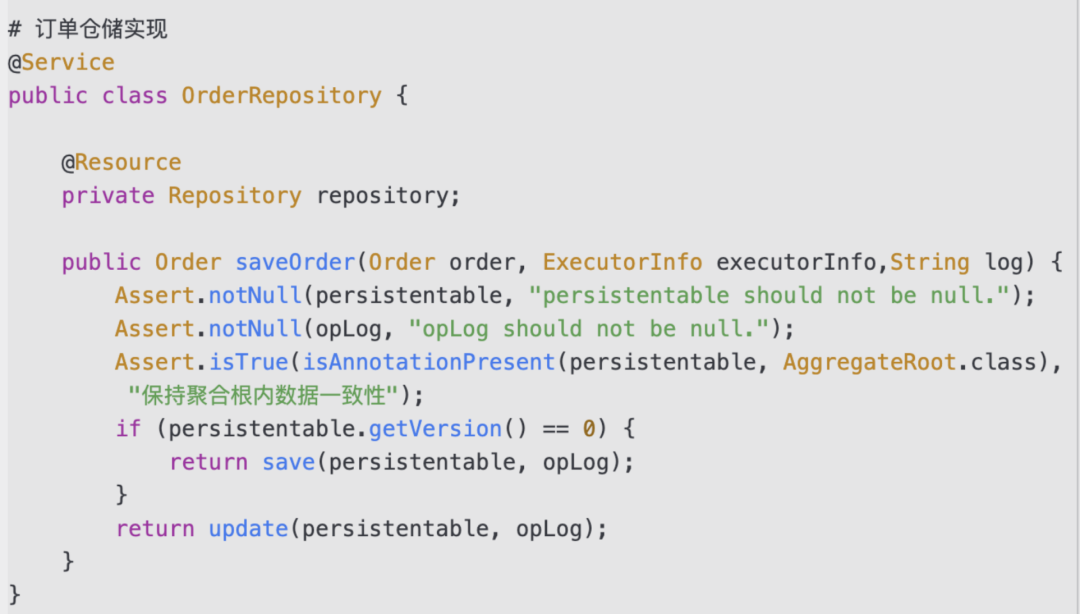 # 订单仓储实现
@Service
public class OrderRepository {
    @Resource
    private Repository repository;
    public Order saveOrder(Order order, ExecutorInfo executorInfo,String log) {
        Assert.notNull(persistentable, "persistentable should not be null.");
        Assert.notNull(opLog, "opLog should not be null.");
        Assert.isTrue(isAnnotationPresent(persistentable, AggregateRoot.class),
         "保持聚合根内数据一致性");
        if (persistentable.getVersion() == 0) {
            return save(persistentable, opLog);
        }
        return update(persistentable, opLog);
    }
}